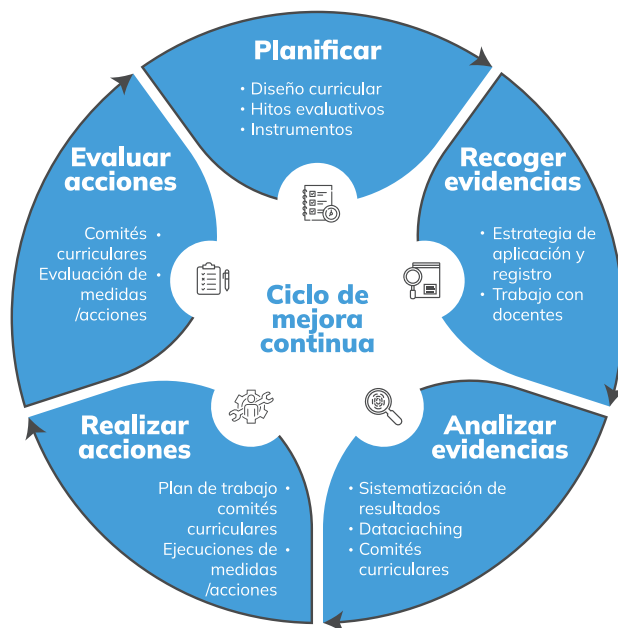 Planificar
• Diseño curricular
• Hitos evaluativos
• Instrumentos
Recoger
evidencias
• Estrategia de
aplicación y
registro
• Trabajo con
docentes
Analizar
evidencias
• Sistematización de
resultados
• Dataciaching
• Comités
curriculares
Realizar
acciones
Plan de trabajo •
comités
curriculares
Ejecuciones de •
medidas
/acciones
Evaluar
acciones
Comités •
curriculares
Evaluación de •
medidas
/acciones
Ciclo de
mejora
continua